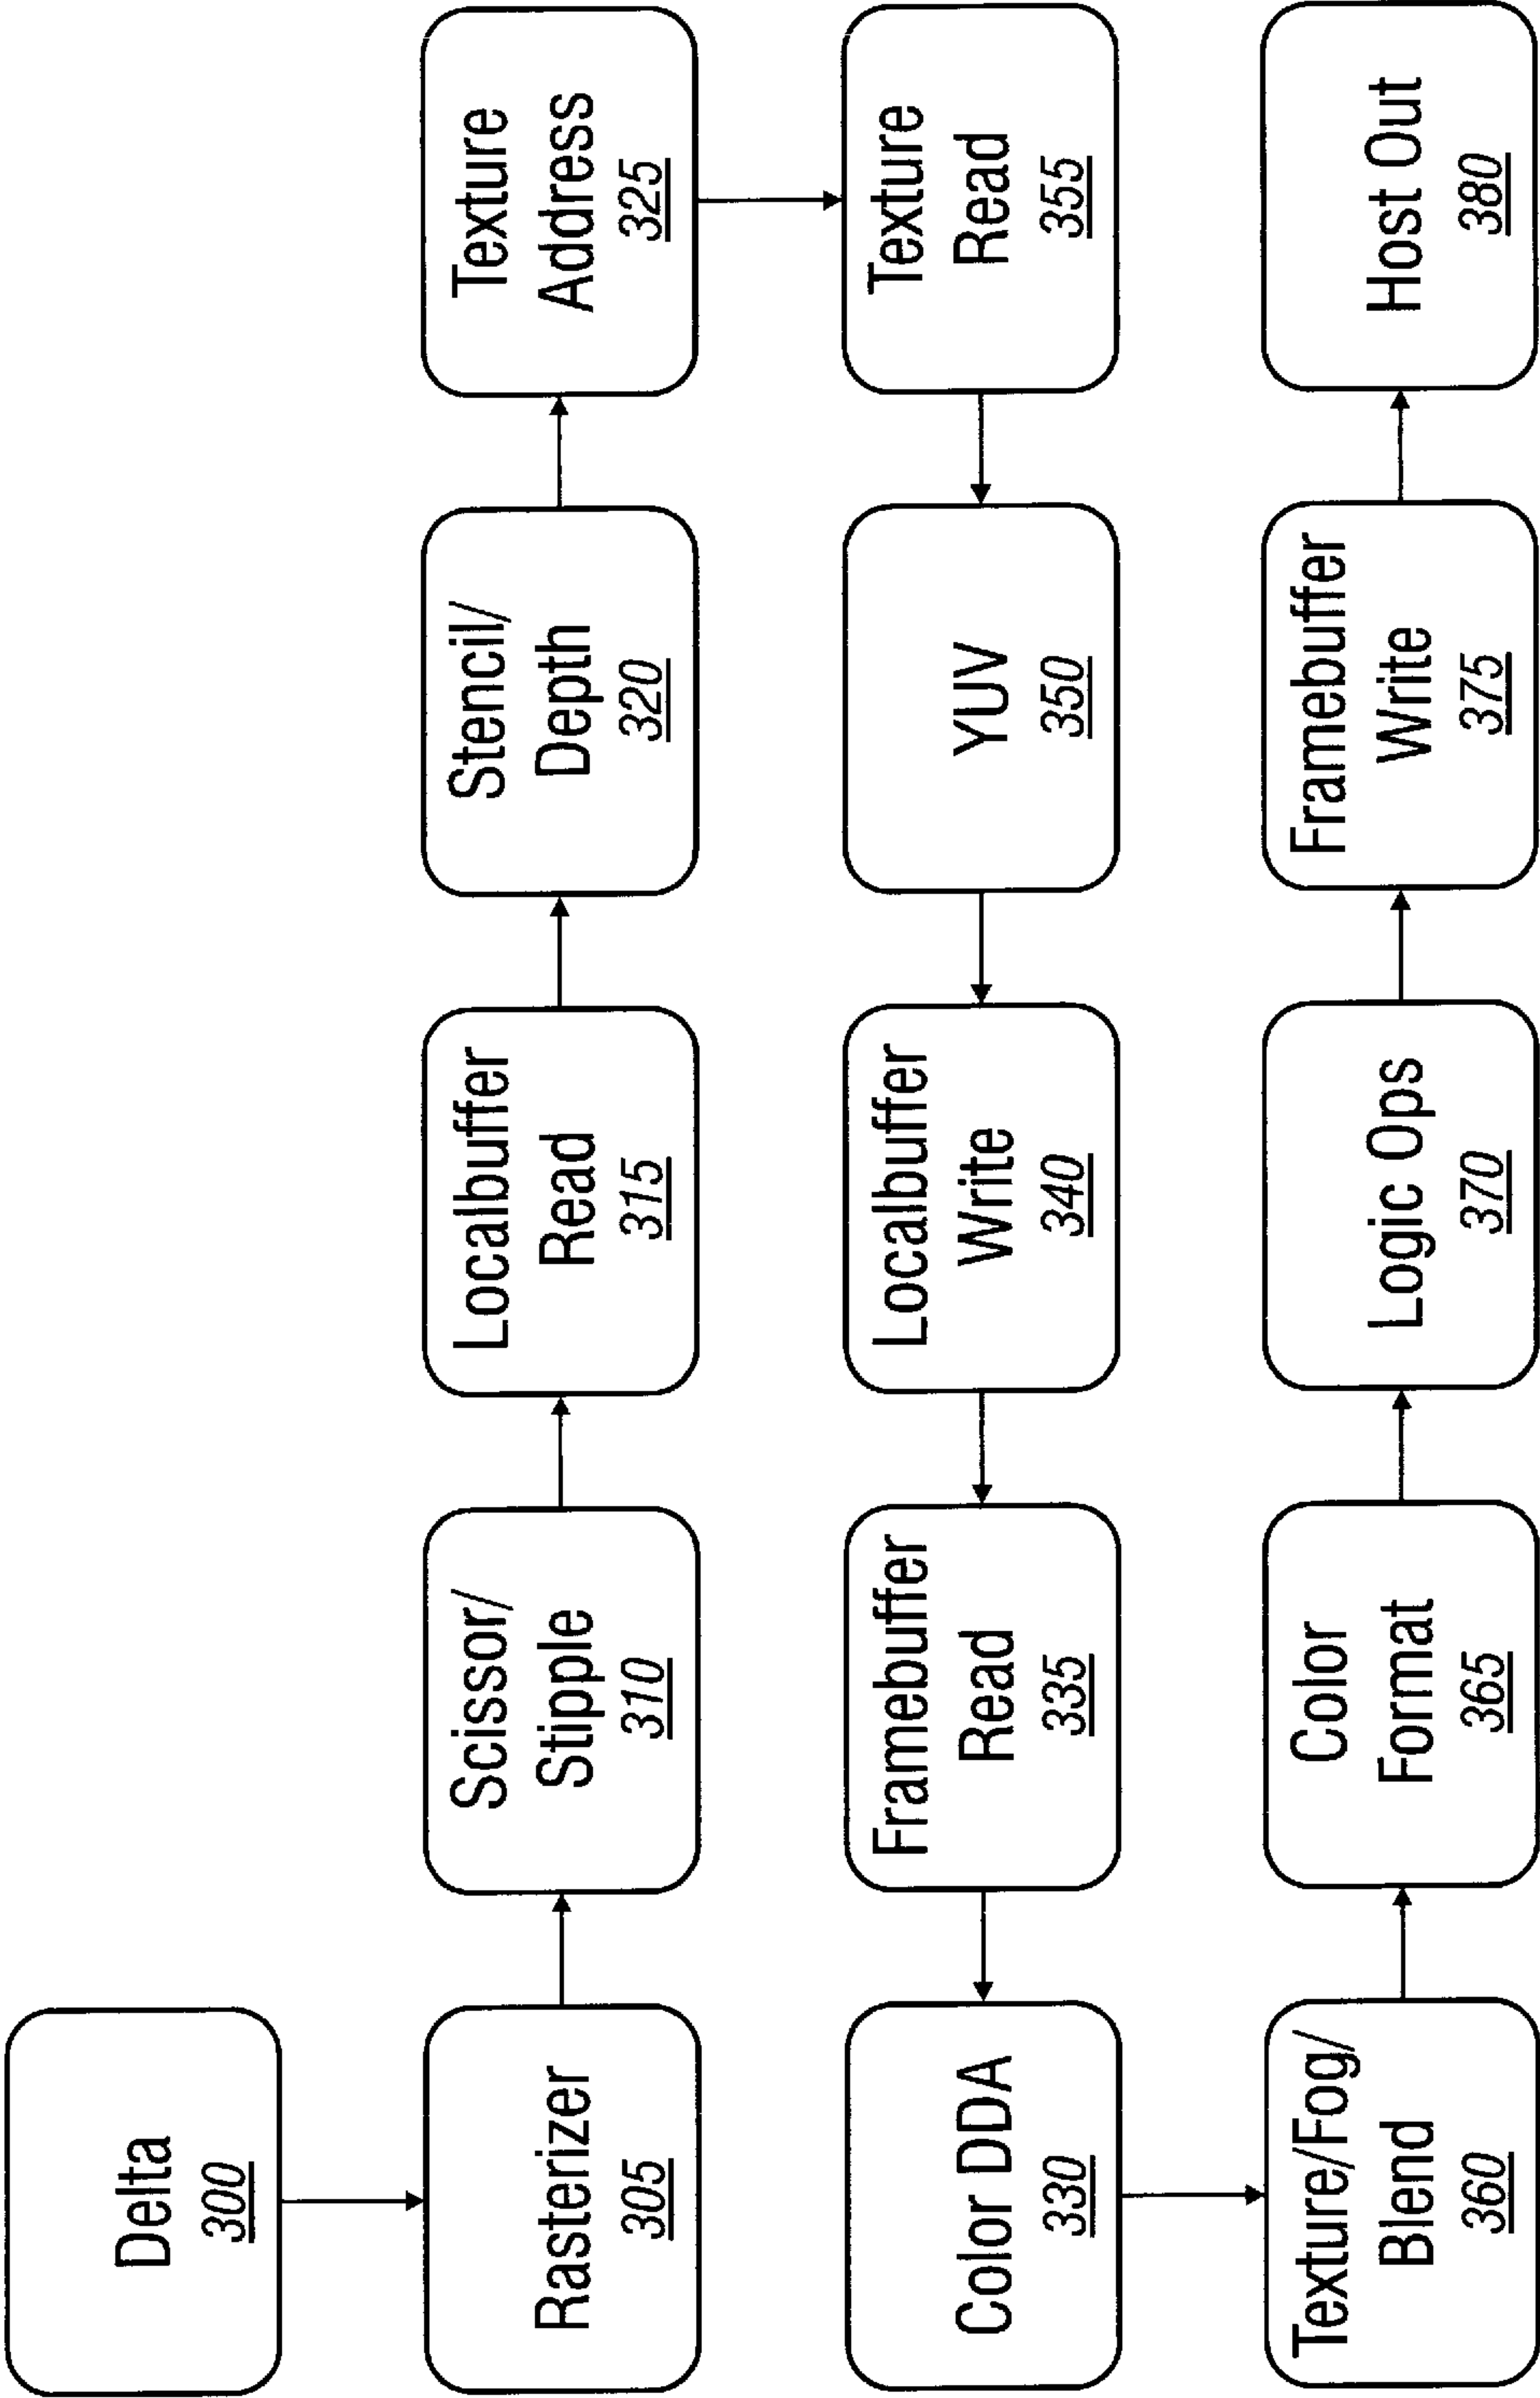 Delta
300
Rasterizer
305
Scissor/
Stipple
310
Localbuffer
Read
315
Stencil/
Depth
320
Texture
Address
325
Texture
Read
355
YUV
350
Localbuffer
Write
340
Framebuffer
Read
335
Color DDA
330
Texture/Fog/
Blend
360
Color
Format
365
Logic Ops
370
Framebuffer
Write
375
Host Out
380